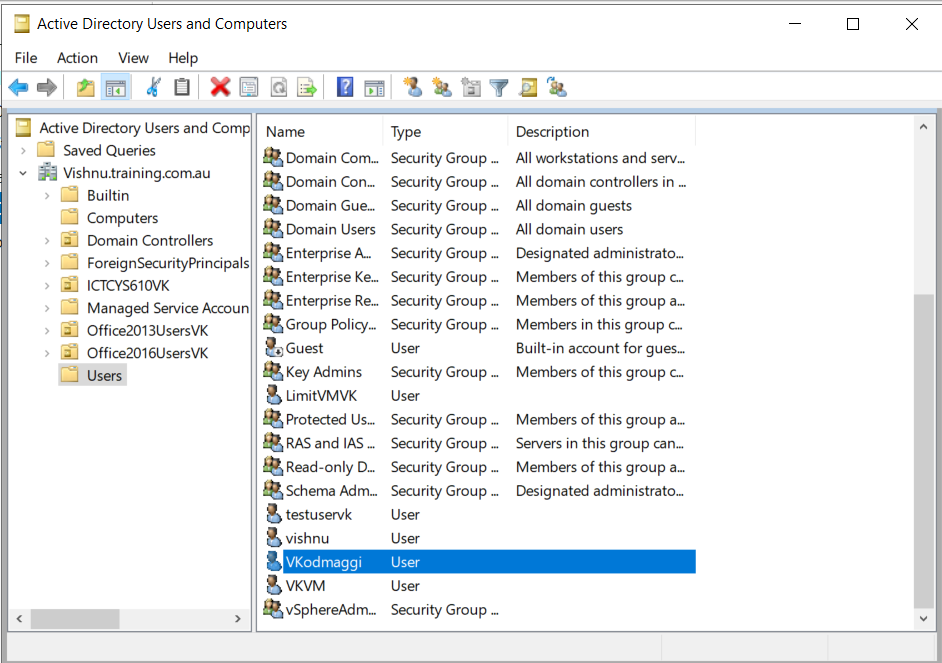 Active Directory Users and Computers
File Action View Help
Active Directory Users and Comp
Saved Queries
Vishnu.training.com.au
Builtin
Computers
Domain Controllers
ForeignSecurityPrincipals
ICTCYS610VK
Managed Service Accoun
Office2013UsersVK
Office2016UsersVK
Users
Name Type Description
Domain Com... Security Group ... All workstations and serv...
Domain Con... Security Group ... All domain controllers in ...
Domain Gue... Security Group ... All domain guests
Domain Users Security Group ... All domain users
Enterprise A... Security Group ... Designated administrato...
Enterprise Ke... Security Group ... Members of this group c...
Enterprise Re... Security Group ... Members of this group a...
Group Policy... Security Group ... Members in this group c...
Guest User Built-in account for gues...
Key Admins Security Group ... Members of this group c...
LimitVMVK User
Protected Us... Security Group ... Members of this group a...
RAS and IAS ... Security Group ... Servers in this group can...
Read-only D... Security Group ... Members of this group a...
Schema Adm... Security Group ... Designated administrato...
testuservk User
vishnu User
VKodmaggi User
VKVM User
vSphereAdm... Security Group ...